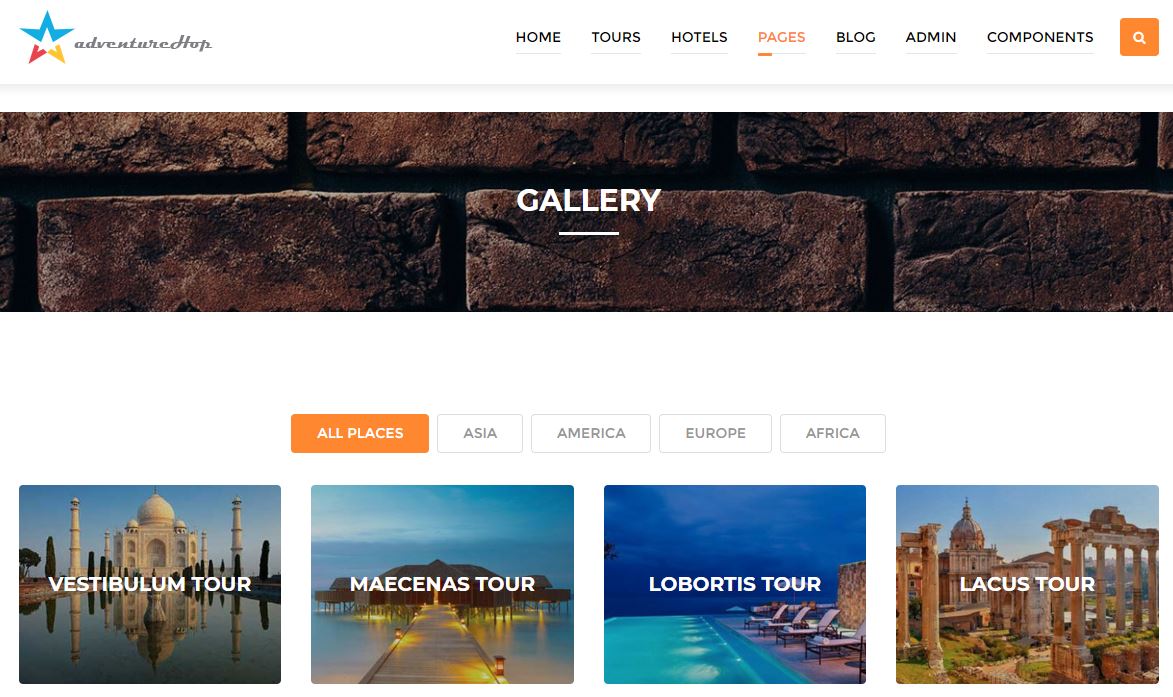 adventureHop
HOME TOURS HOTELS PAGES BLOG ADMIN COMPONENTS
GALLERY
ALL PLACES ASIA AMERICA EUROPE AFRICA
VESTIBULUM TOUR MAECENAS TOUR LOBORTIS TOUR LACUS TOUR